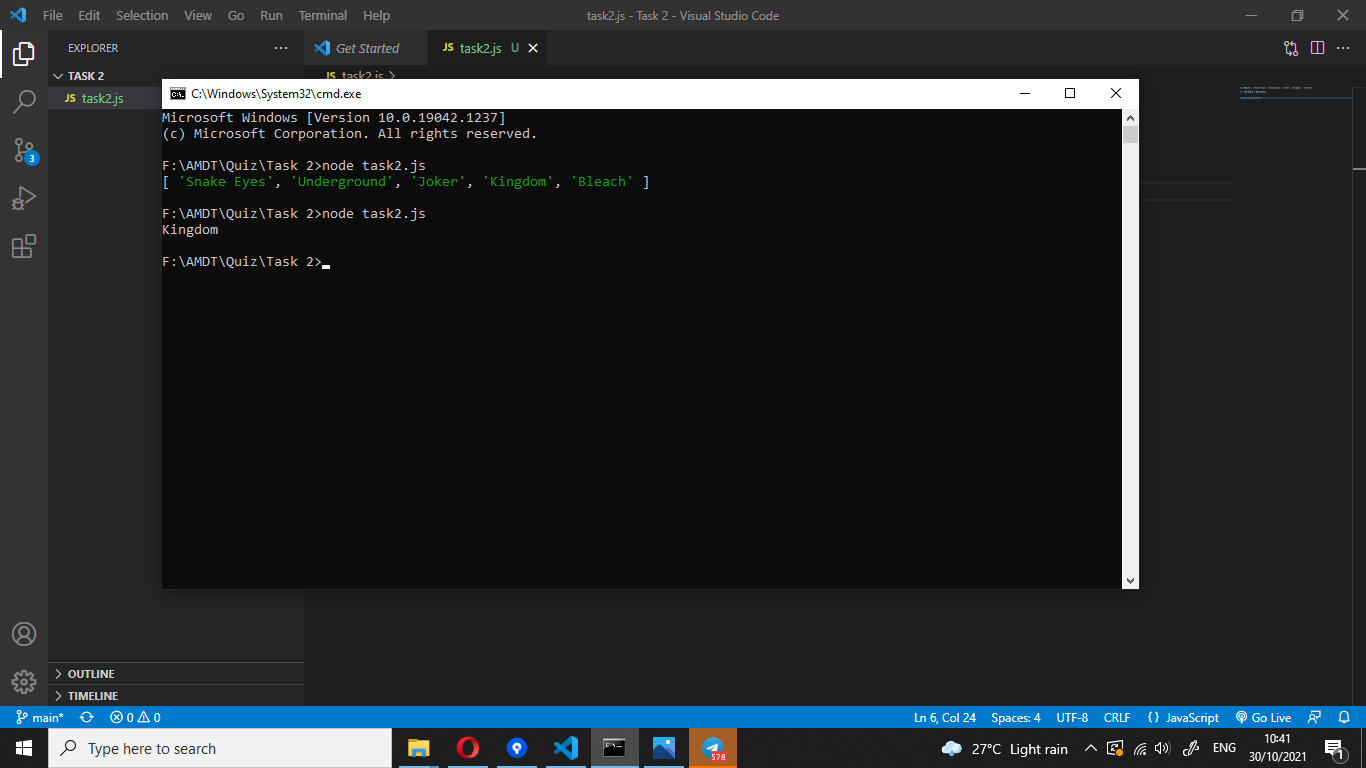 File Edit Selection View Go Run Terminal Help task2.js - Task 2 - Visual Studio Code
EXPLORER ···
Get Started
JS task2.js U
TASK 2
JS task2.js
JS task2.js
C:\Windows\System32\cmd.exe
Microsoft Windows [Version 10.0.19042.1237]
(c) Microsoft Corporation. All rights reserved.
F:\AMDT\Quiz\Task 2>node task2.js
[ 'Snake Eyes', 'Underground', 'Joker', 'Kingdom', 'Bleach' ]
F:\AMDT\Quiz\Task 2>node task2.js
Kingdom
F:\AMDT\Quiz\Task 2>
3
OUTLINE
TIMELINE
main* 0 0 Ln 6, Col 24 Spaces: 4 UTF-8 CRLF {} JavaScript Go Live
Type here to search
578
27°C Light rain
ENG
10:41
30/10/2021
1